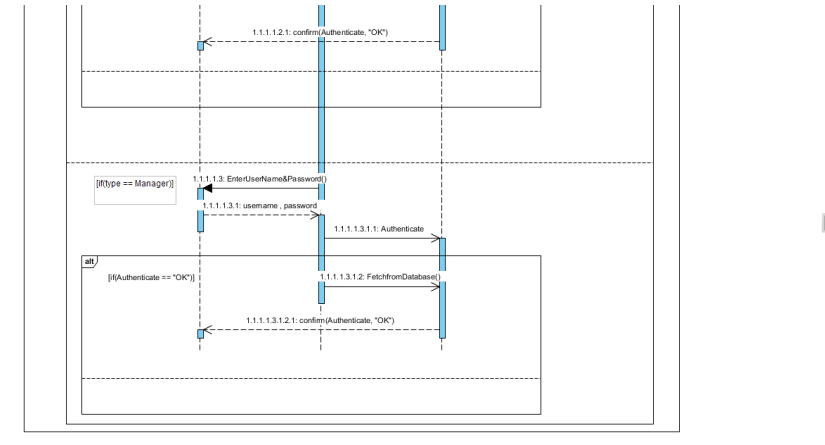 1.1.1.1.2.1: confirm(Authenticate, "OK")
[if(type == Manager)]
1.1.1.1.3: EnterUserName&Password()
1.1.1.1.3.1: username , password
1.1.1.1.3.1.1: Authenticate
alt
[if(Authenticate == "OK")]
1.1.1.1.3.1.2: FetchfromDatabase()
1.1.1.1.3.1.2.1: confirm(Authenticate, "OK")